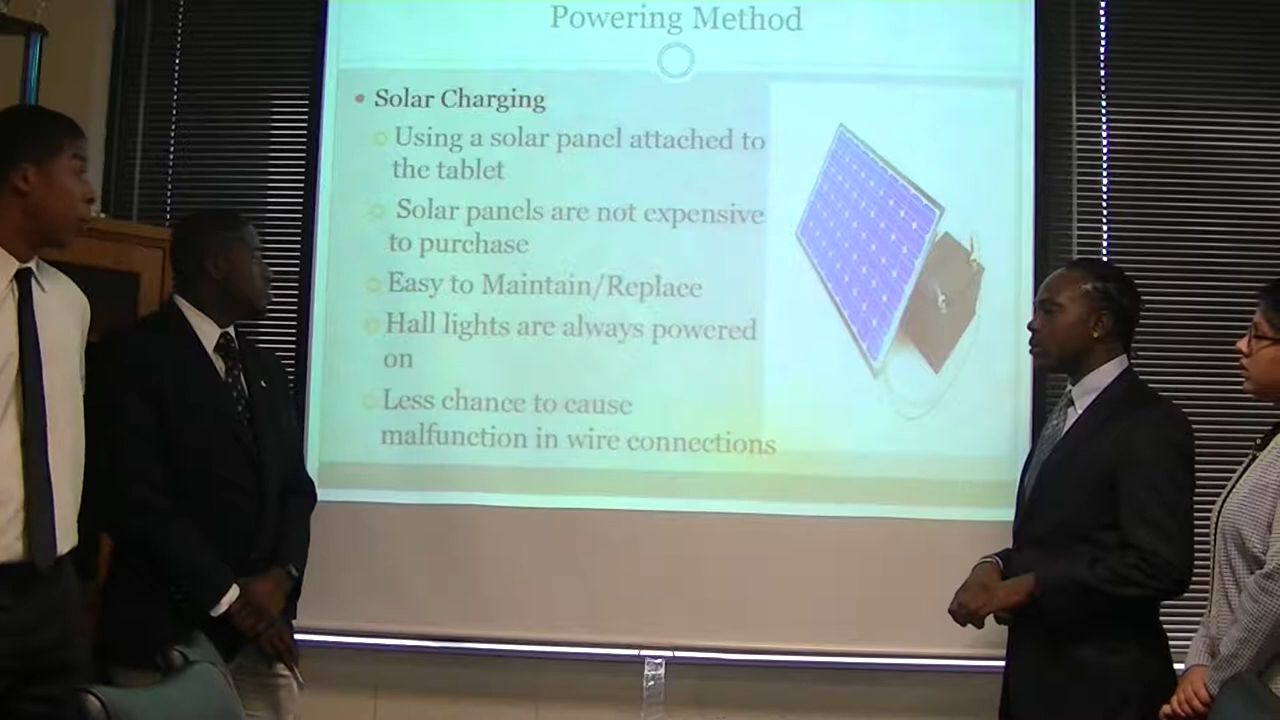 Powering Method
Solar Charging
Using a solar panel attached to
the tablet
Solar panels are not expensive
to purchase
Easy to Maintain/Replace
Hall lights are always powered
on
Less chance to cause
malfunction in wire connections